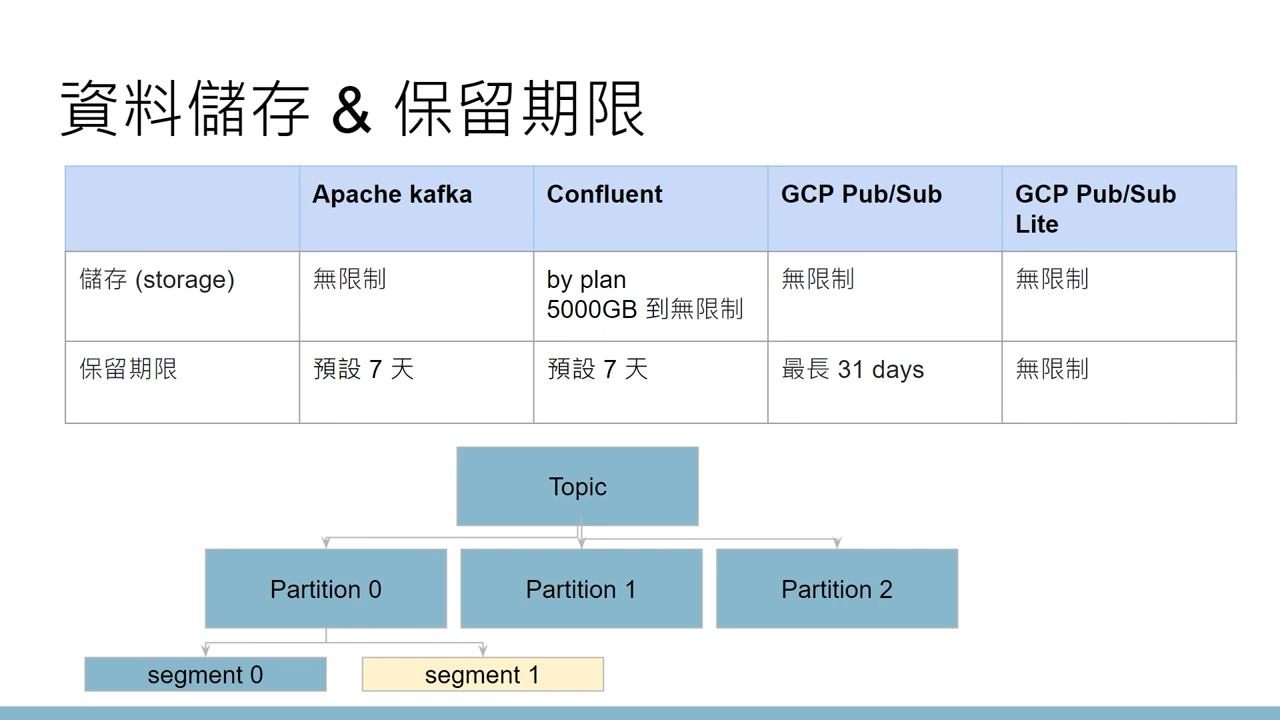 資料儲存 & 保留期限
Apache kafka
Confluent
GCP Pub/Sub
GCP Pub/Sub
Lite
儲存 (storage)
無限制
by plan
5000GB 到無限制
無限制
無限制
保留期限
預設 7 天
預設 7 天
最長 31 days
無限制
Topic
Partition 0
Partition 1
Partition 2
segment 0
segment 1